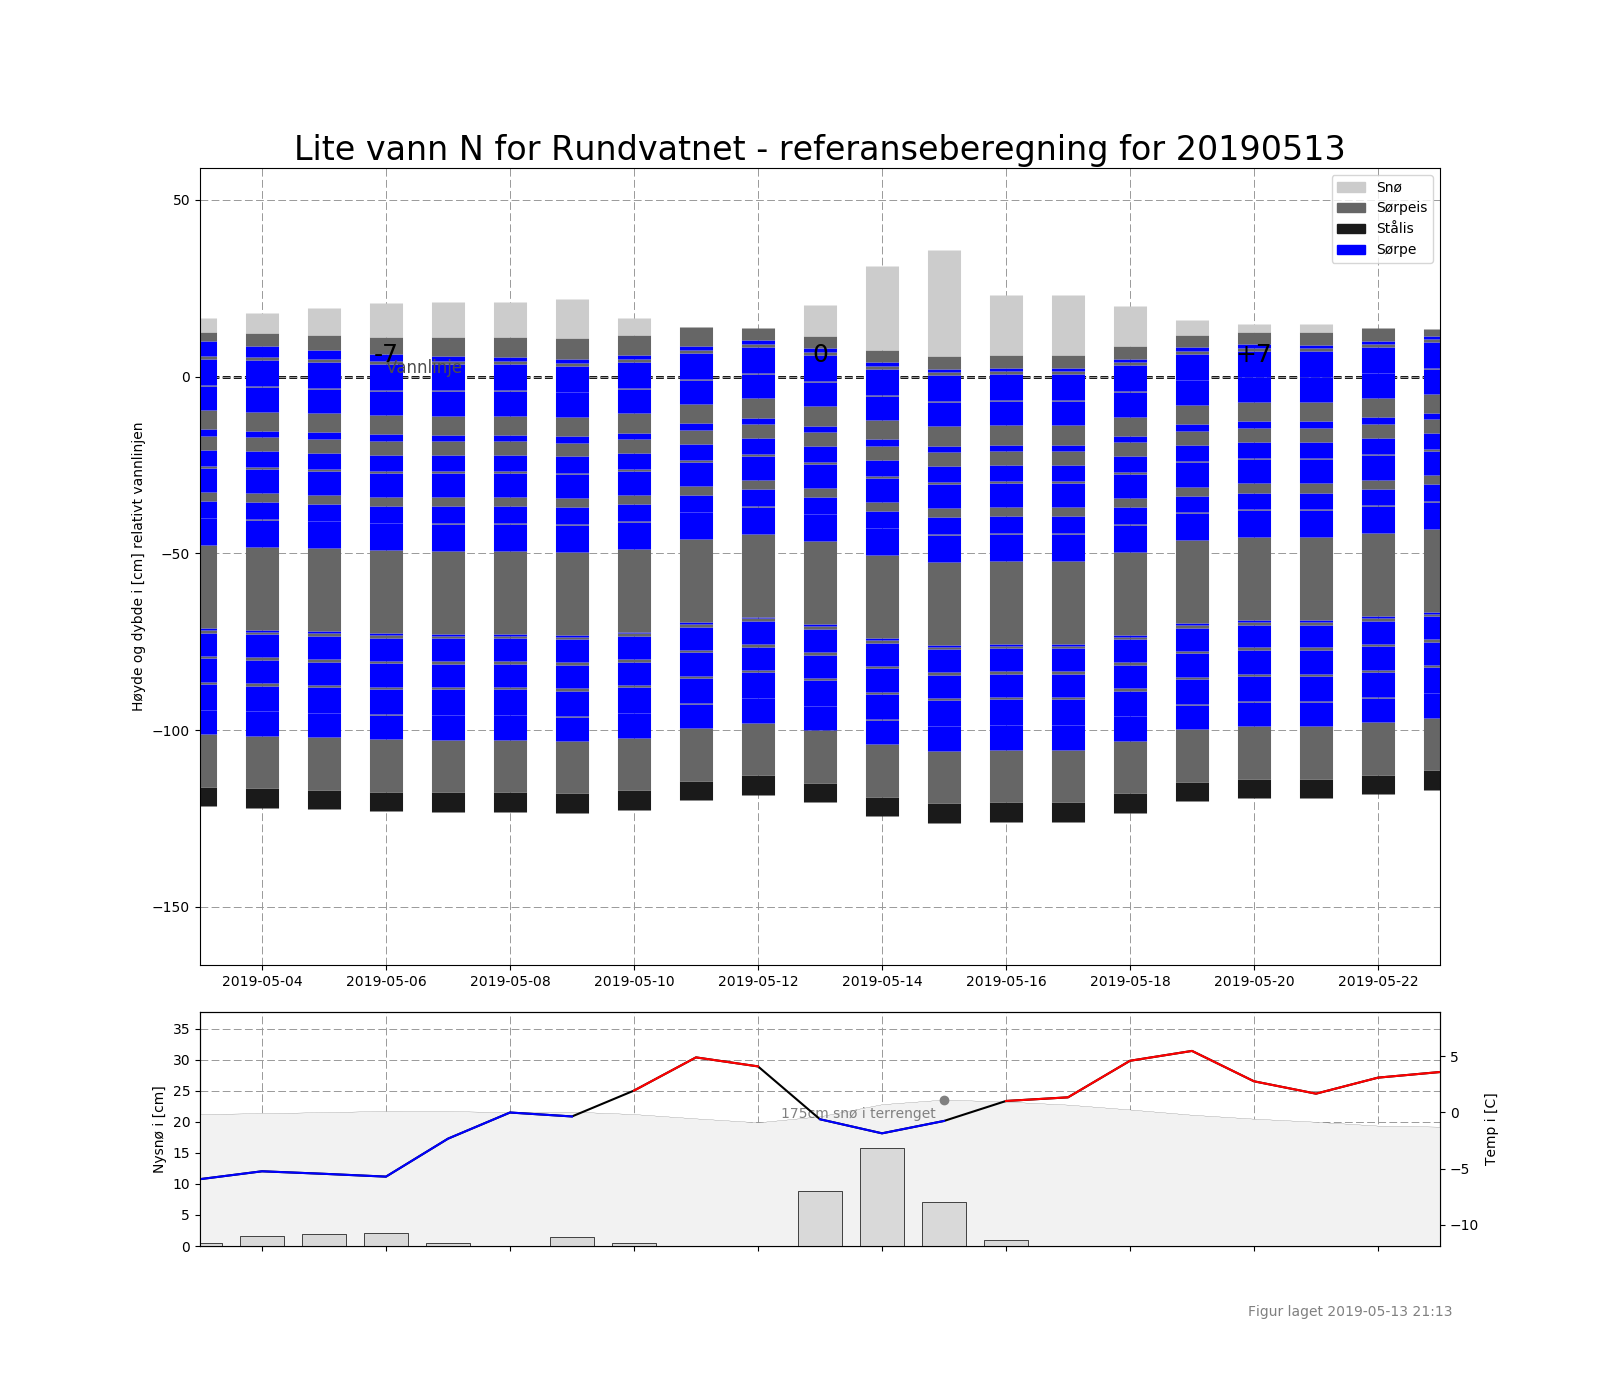 Lite vann N for Rundvatnet - referanseberegning for 20190513
Snø
Sørpeis
Stålis
Sørpe
50
0
−50
−100
−150
Høyde og dybde i [cm] relativt vannlinjen
-7
0
+7
Vannlinje
2019-05-04
2019-05-06
2019-05-08
2019-05-10
2019-05-12
2019-05-14
2019-05-16
2019-05-18
2019-05-20
2019-05-22
35
30
25
20
15
10
5
0
Nysnø i [cm]
175cm snø i terrenget
5
0
−5
−10
Temp i [C]
Figur laget 2019-05-13 21:13